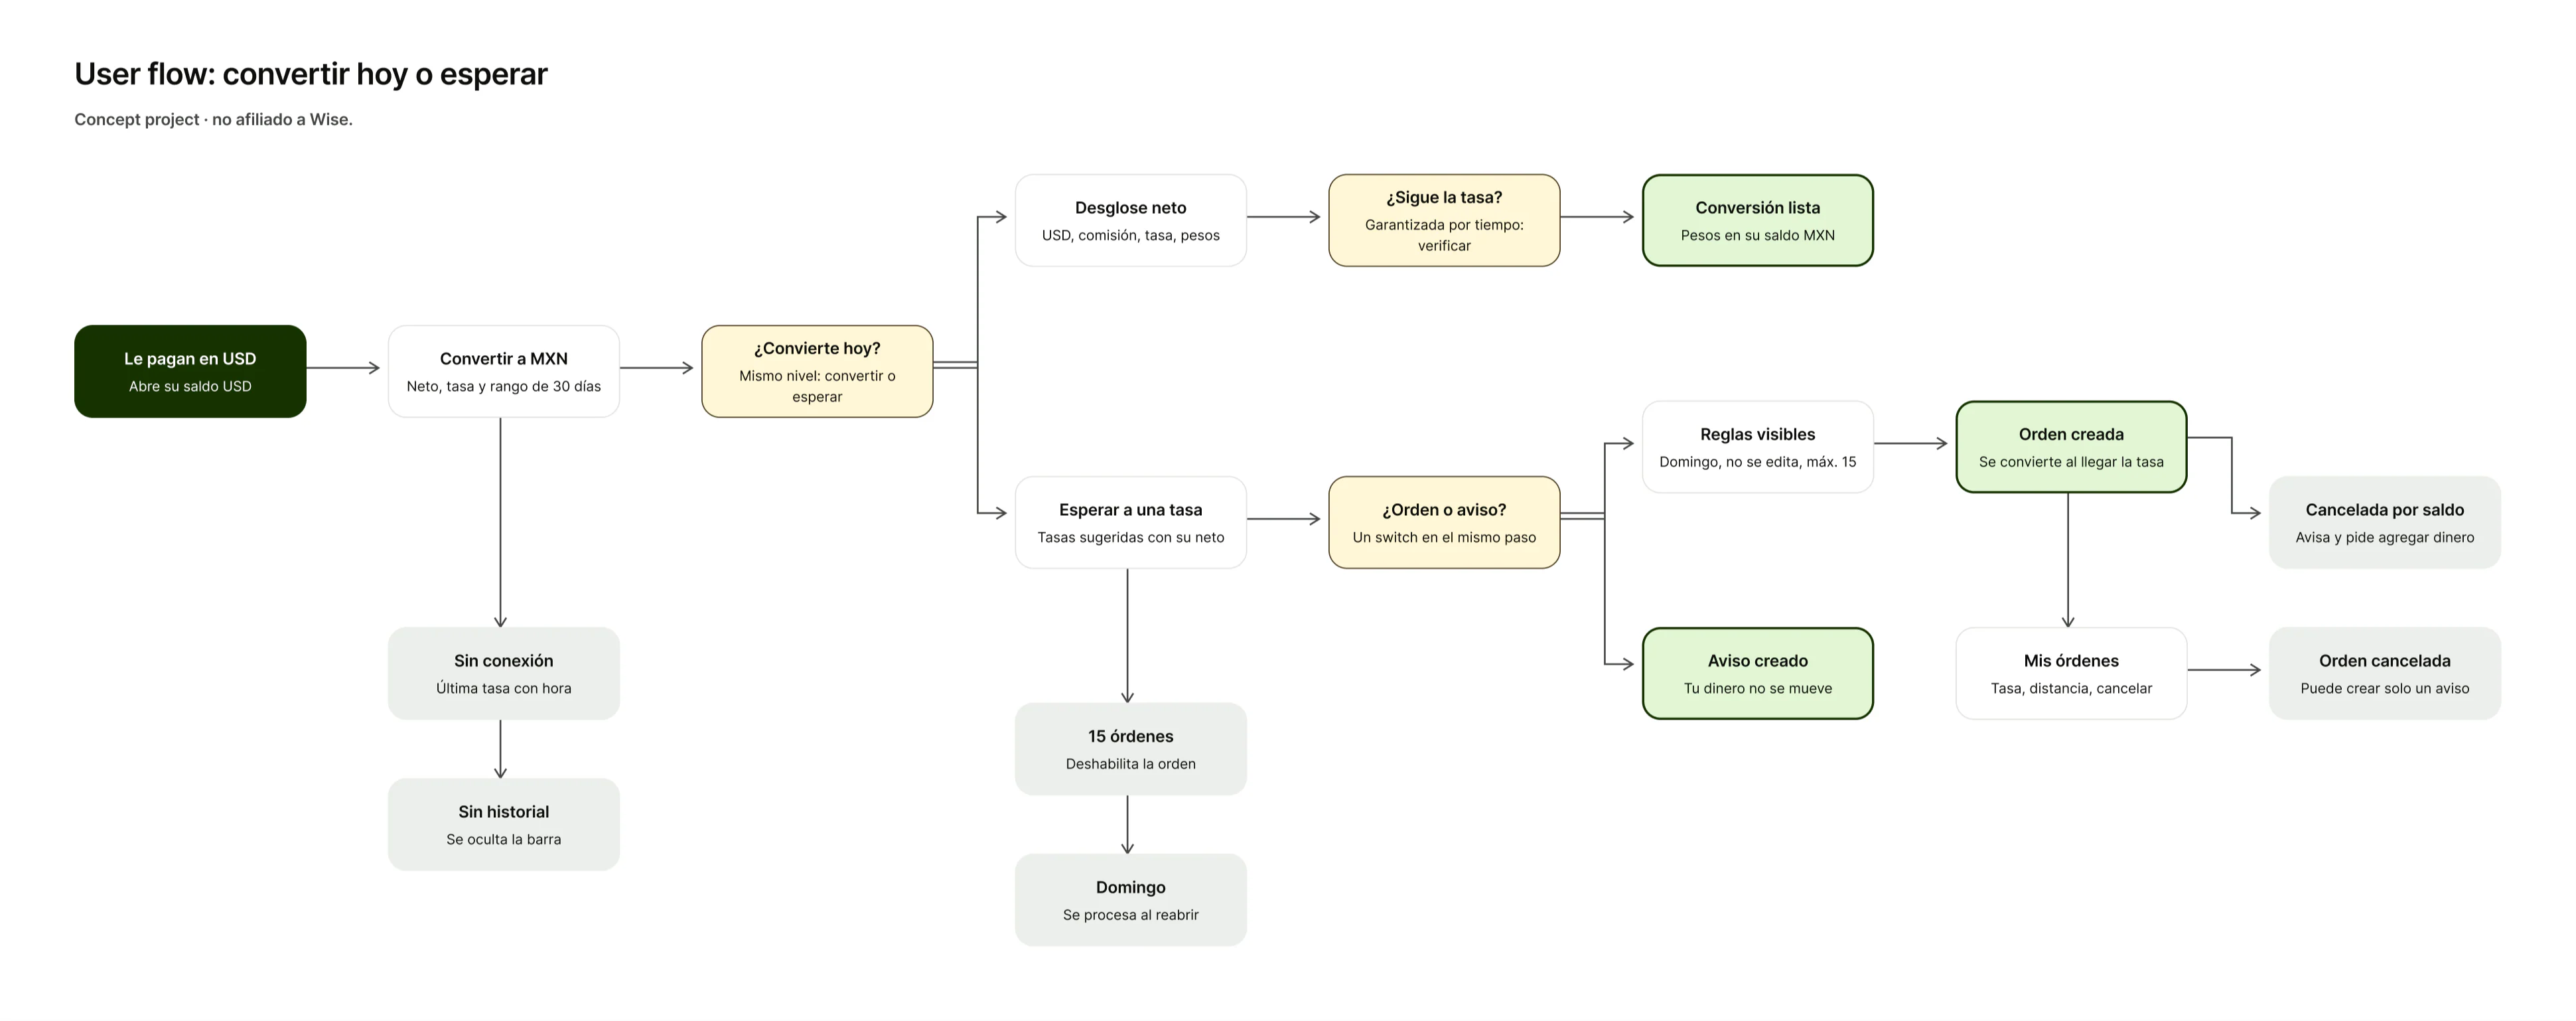 User flow: convertir hoy o esperar
Concept project · no afiliado a Wise.
Desglose neto
USD, comisión, tasa, pesos
¿Sigue la tasa?
Garantizada por tiempo:
verificar
Conversión lista
Pesos en su saldo MXN
Le pagan en USD
Abre su saldo USD
Convertir a MXN
Neto, tasa y rango de 30 días
¿Convierte hoy?
Mismo nivel: convertir o
esperar
Reglas visibles
Domingo, no se edita, máx. 15
Orden creada
Se convierte al llegar la tasa
Esperar a una tasa
Tasas sugeridas con su neto
¿Orden o aviso?
Un switch en el mismo paso
Cancelada por saldo
Avisa y pide agregar dinero
Sin conexión
Última tasa con hora
Aviso creado
Tu dinero no se mueve
Mis órdenes
Tasa, distancia, cancelar
Orden cancelada
Puede crear solo un aviso
15 órdenes
Deshabilita la orden
Sin historial
Se oculta la barra
Domingo
Se procesa al reabrir